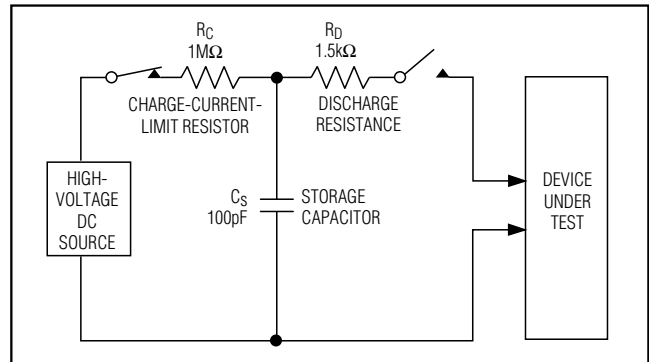 RC
1MΩ
CHARGE-CURRENT-
LIMIT RESISTOR
RD
1.5kΩ
DISCHARGE
RESISTANCE
HIGH-
VOLTAGE
DC
SOURCE
CS
100pF
STORAGE
CAPACITOR
DEVICE
UNDER
TEST